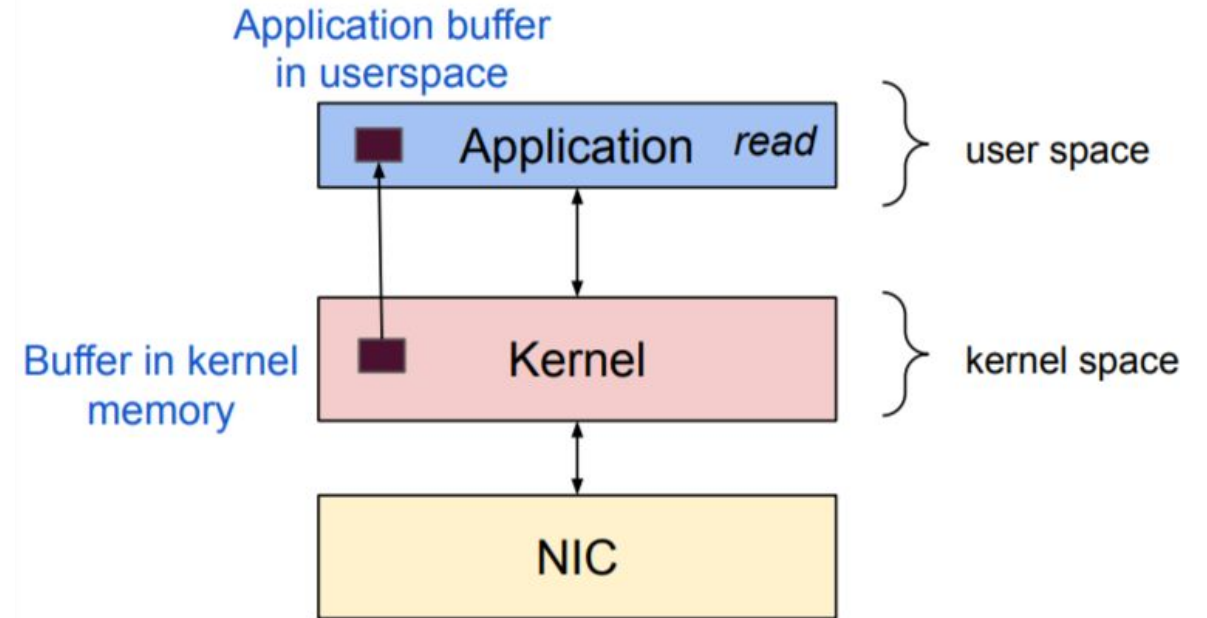 Application buffer
in userspace
Application read
user space
Buffer in kernel
memory
Kernel
kernel space
NIC